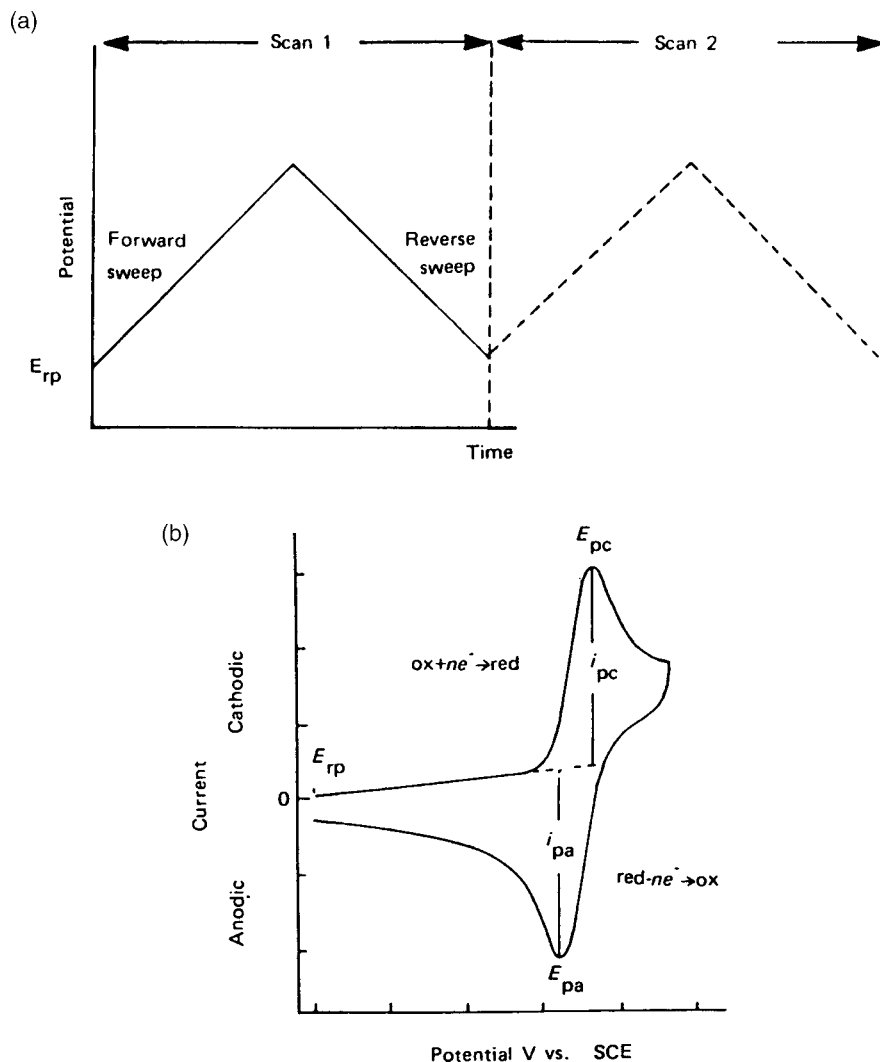 (a)
Scan 1
Scan 2
Potential
Forward
sweep
Reverse
sweep
E_rp
Time
(b)
E_pc
ox+ne⁻→red
i_pc
Cathodic
E_rp
Current
0
i_pa
red-ne⁻→ox
Anodic
E_pa
Potential V vs. SCE